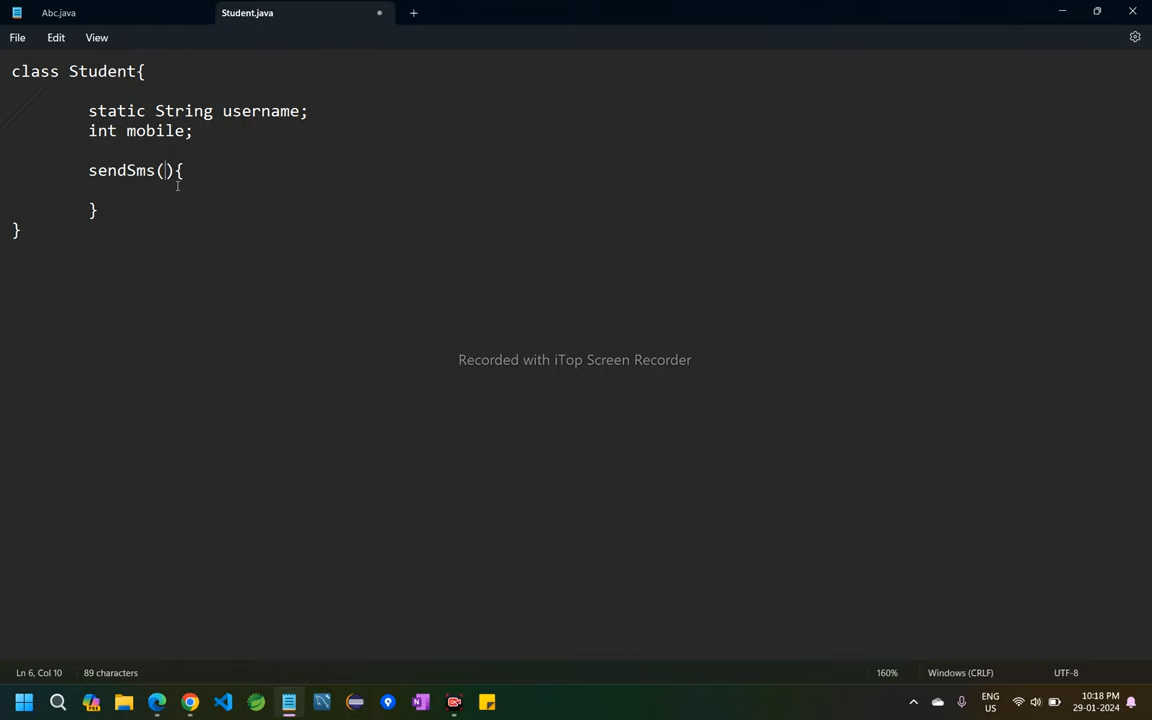 Abc.java Student.java
File Edit View
class Student{
static String username;
int mobile;
sendSms(){
}
}
Recorded with iTop Screen Recorder
Ln 6, Col 10 89 characters 160% Windows (CRLF) UTF-8
ENG 10:18 PM
US 29-01-2024